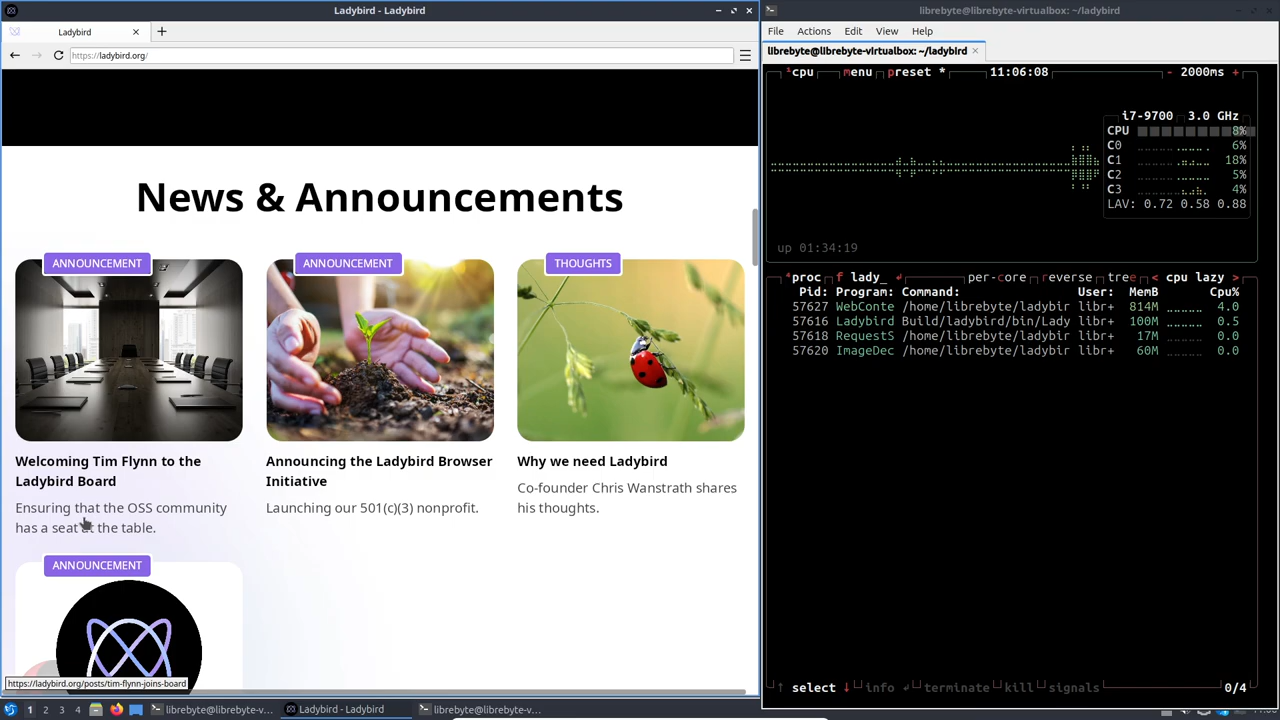 Ladybird - Ladybird
Ladybird
https://ladybird.org/
News & Announcements
ANNOUNCEMENT
Welcoming Tim Flynn to the
Ladybird Board
Ensuring that the OSS community
has a seat at the table.
ANNOUNCEMENT
Announcing the Ladybird Browser
Initiative
Launching our 501(c)(3) nonprofit.
THOUGHTS
Why we need Ladybird
Co-founder Chris Wanstrath shares
his thoughts.
ANNOUNCEMENT
https://ladybird.org/posts/tim-flynn-joins-board
librebyte@librebyte-virtualbox: ~/ladybird
File Actions Edit View Help
librebyte@librebyte-virtualbox: ~/ladybird
¹cpu menu preset * 11:06:08 - 2000ms +
i7-9700 3.0 GHz
CPU 8%
C0 6%
C1 18%
C2 5%
C3 4%
LAV: 0.72 0.58 0.88
up 01:34:19
⁴proc f lady_ ↲ per-core reverse tree < cpu lazy >
Pid: Program: Command: User: MemB Cpu%
57627 WebConte /home/librebyte/ladybir libr+ 814M 4.0
57616 Ladybird Build/ladybird/bin/Lady libr+ 100M 0.5
57618 RequestS /home/librebyte/ladybir libr+ 17M 0.0
57620 ImageDec /home/librebyte/ladybir libr+ 60M 0.0
↑ select ↓ info ↲ terminate kill signals 0/4
1 2 3 4 librebyte@librebyte-v... Ladybird - Ladybird librebyte@librebyte-v...